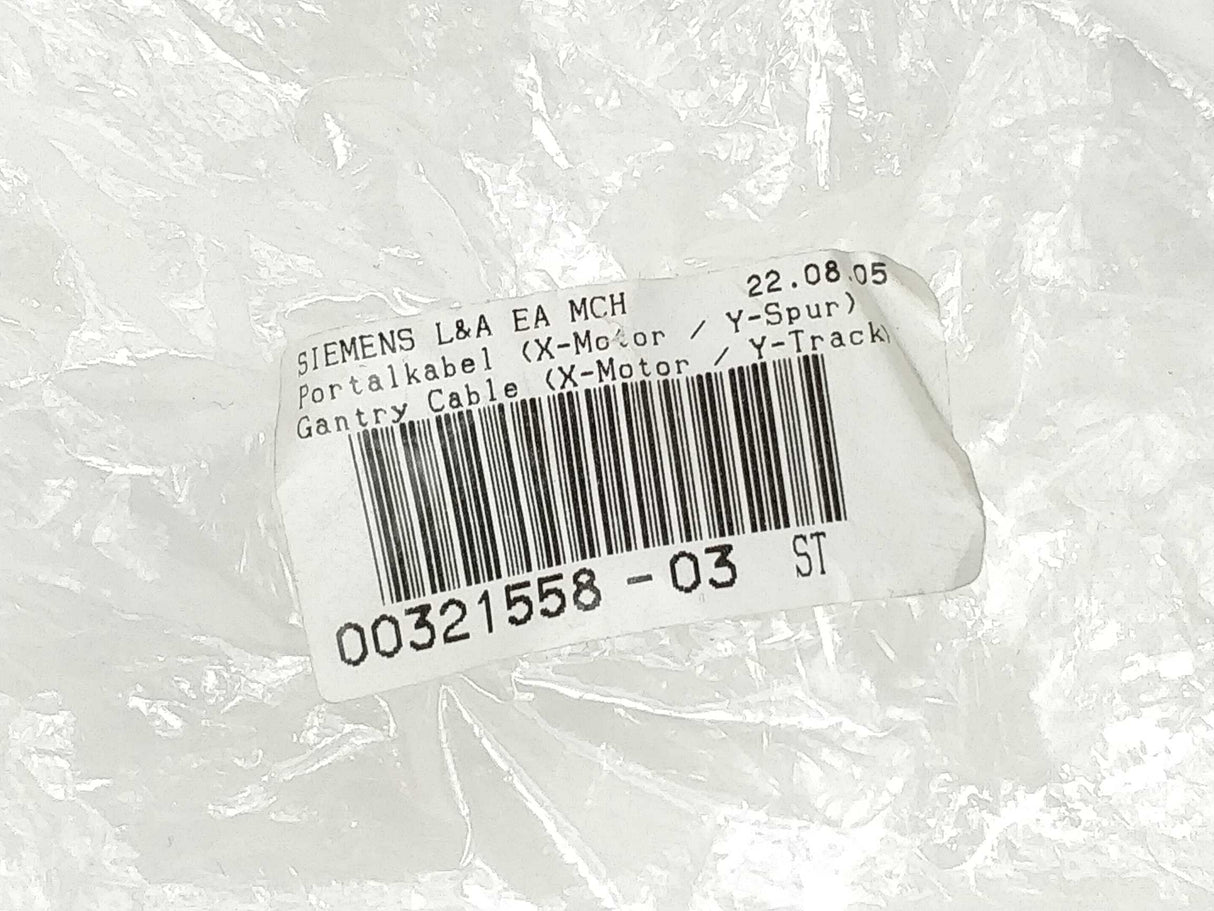 SIEMENS L&A EA MCH 22.08.05
Portalkabel (X-Motor / Y-Spur)
Gantry Cable (X-Motor / Y-Track)
00321558-03 ST